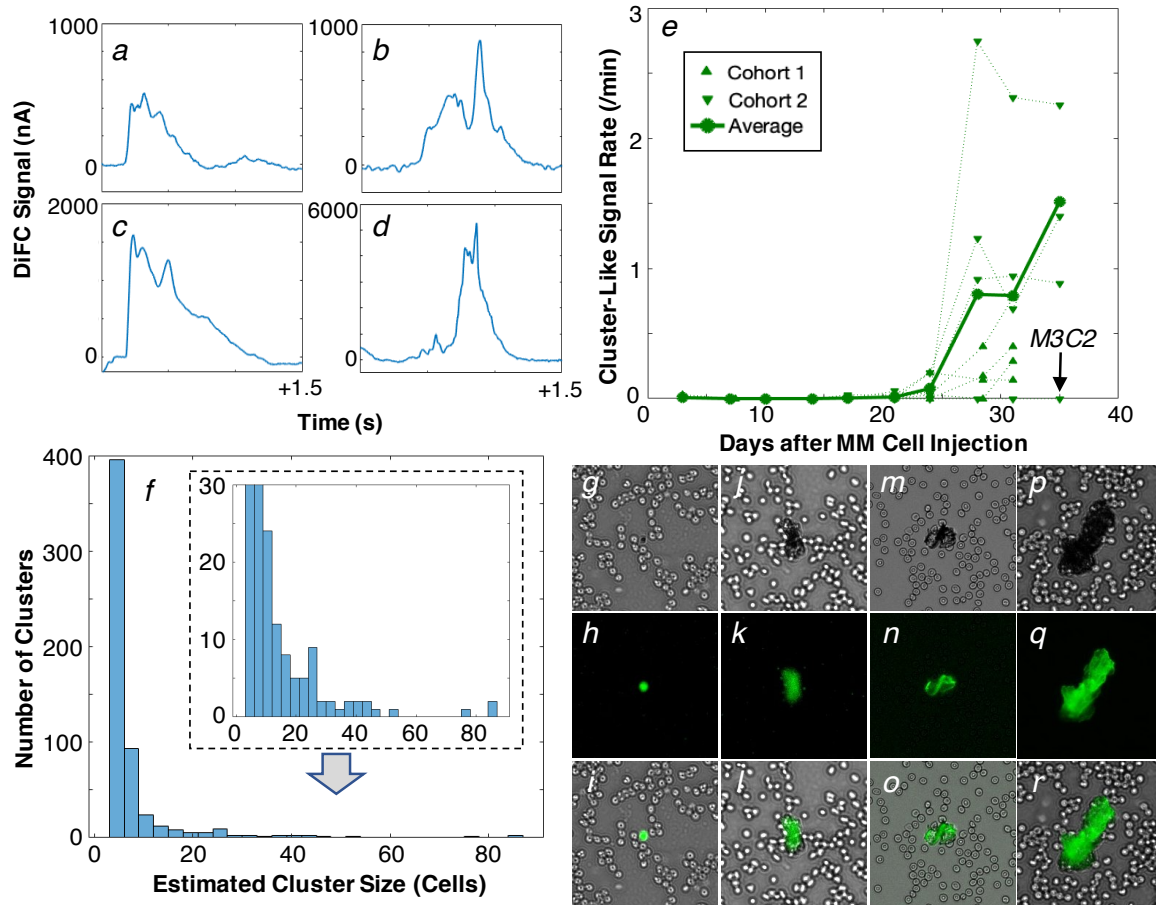 1000
a
0
1000
b
0
2000
c
0
+1.5
6000
d
0
+1.5
DiFC Signal (nA)
Time (s)
3
e
2
1
0
0
10
20
30
40
Cohort 1
Cohort 2
Average
M3C2
Cluster-Like Signal Rate (/min)
Days after MM Cell Injection
400
f
300
200
100
0
0
20
40
60
80
30
20
10
0
0
20
40
60
80
Number of Clusters
Estimated Cluster Size (Cells)
g
j
m
p
h
k
n
q
i
l
o
r